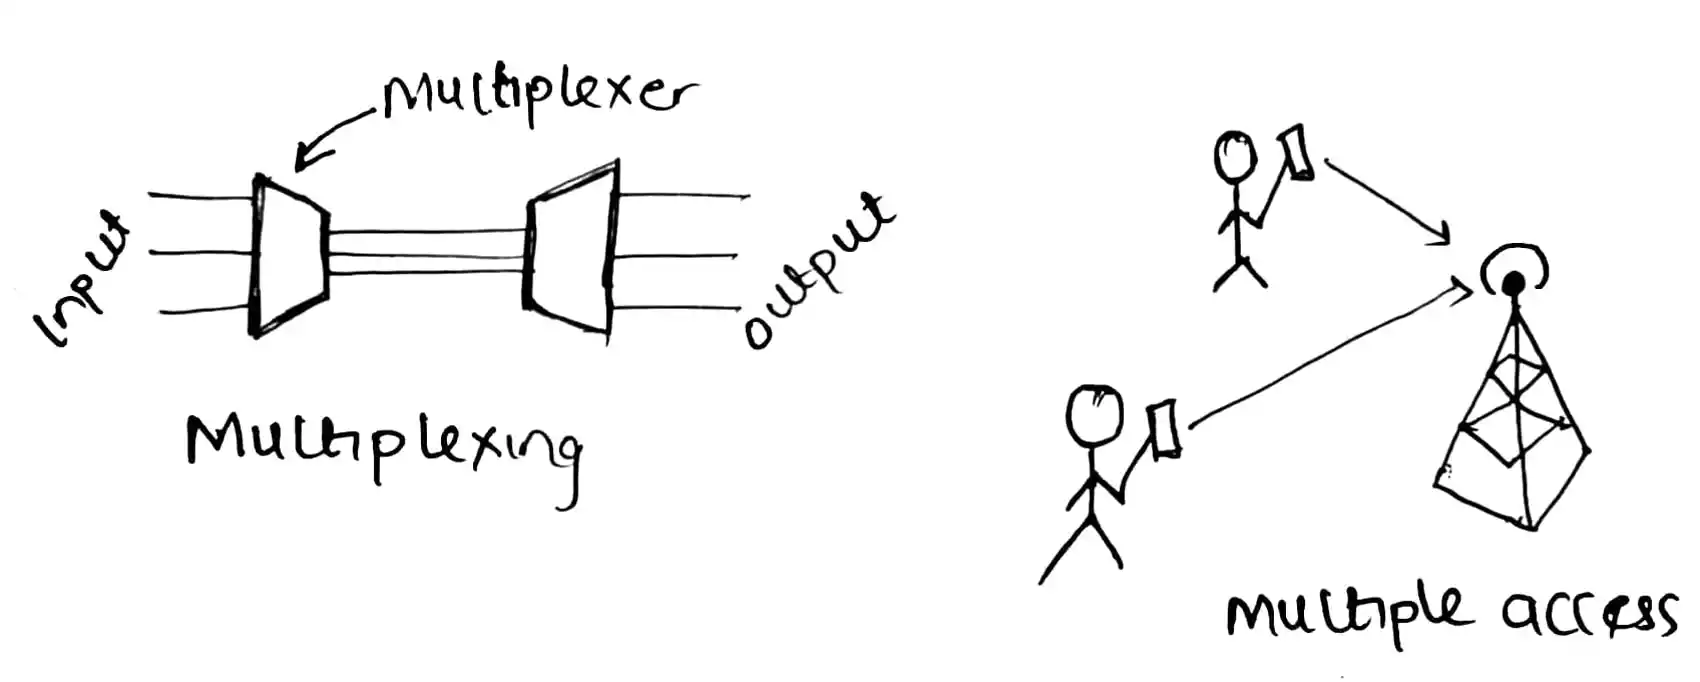 Multiplexer
Input
Output
Multiplexing
Multiple access